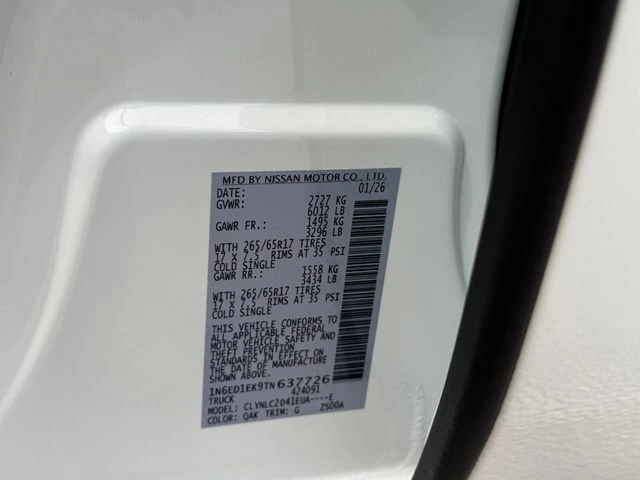 MFD BY NISSAN MOTOR CO., LTD.
DATE: 01/26
GVWR: 2727 KG
6012 LB
GAWR FR.: 1495 KG
3296 LB
WITH 265/65R17 TIRES
17 X 7.5 RIMS AT 35 PSI
COLD SINGLE
GAWR RR.: 1558 KG
3434 LB
WITH 265/65R17 TIRES
17 X 7.5 RIMS AT 35 PSI
COLD SINGLE
THIS VEHICLE CONFORMS TO
ALL APPLICABLE FEDERAL
MOTOR VEHICLE SAFETY AND
THEFT PREVENTION
STANDARDS IN EFFECT ON
THE DATE OF MANUFACTURE
SHOWN ABOVE.
1N6ED1EK9TN637726
TRUCK 424091
MODEL: CLYNLC2D41EUA----E
COLOR: QAK TRIM: G 2S00A